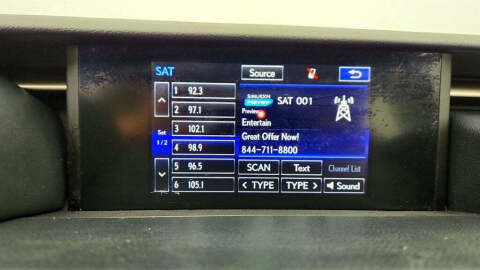 SAT
Source
1 92.3
2 97.1
3 102.1
4 98.9
5 96.5
6 105.1
Set
1/2
SiriusXM
PREVIEW
SAT 001
Preview
Entertain
Great Offer Now!
844-711-8800
SCAN
Text
Channel List
< TYPE
TYPE >
Sound